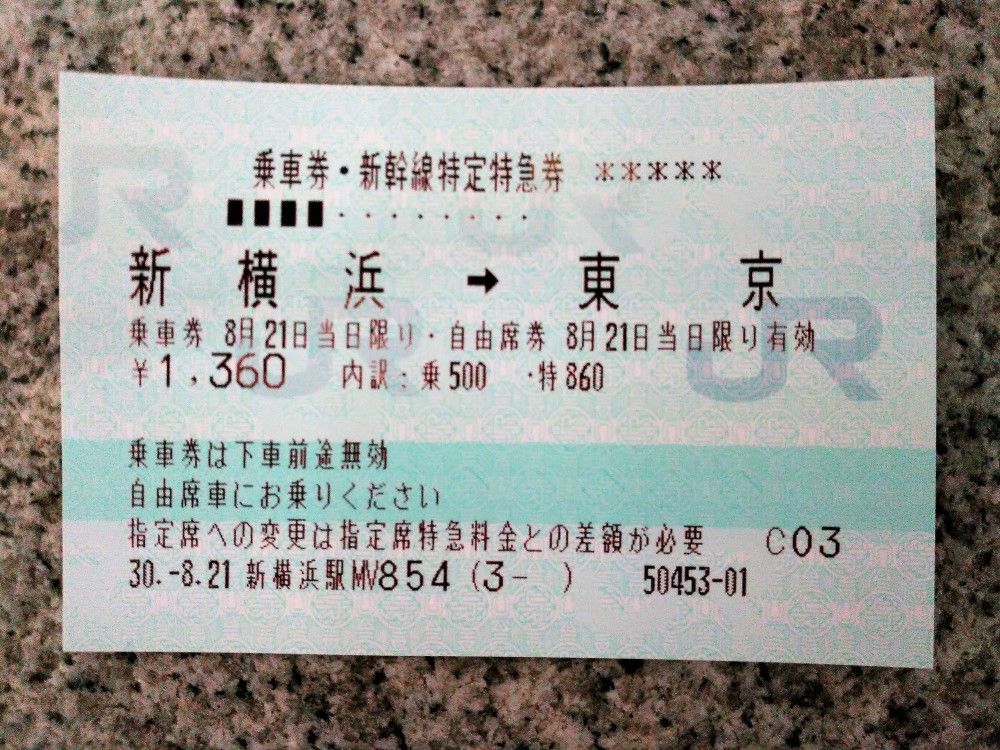 乗車券・新幹線特定特急券 *****
■■■■・・・・・・・・
新横浜 → 東京
乗車券 8月21日当日限り・自由席券 8月21日当日限り有効
¥1,360 内訳：乗500 ・特860
乗車券は下車前途無効
自由席車にお乗りください
指定席への変更は指定席特急料金との差額が必要 C03
30.-8.21 新横浜駅MV854 (3- ) 50453-01